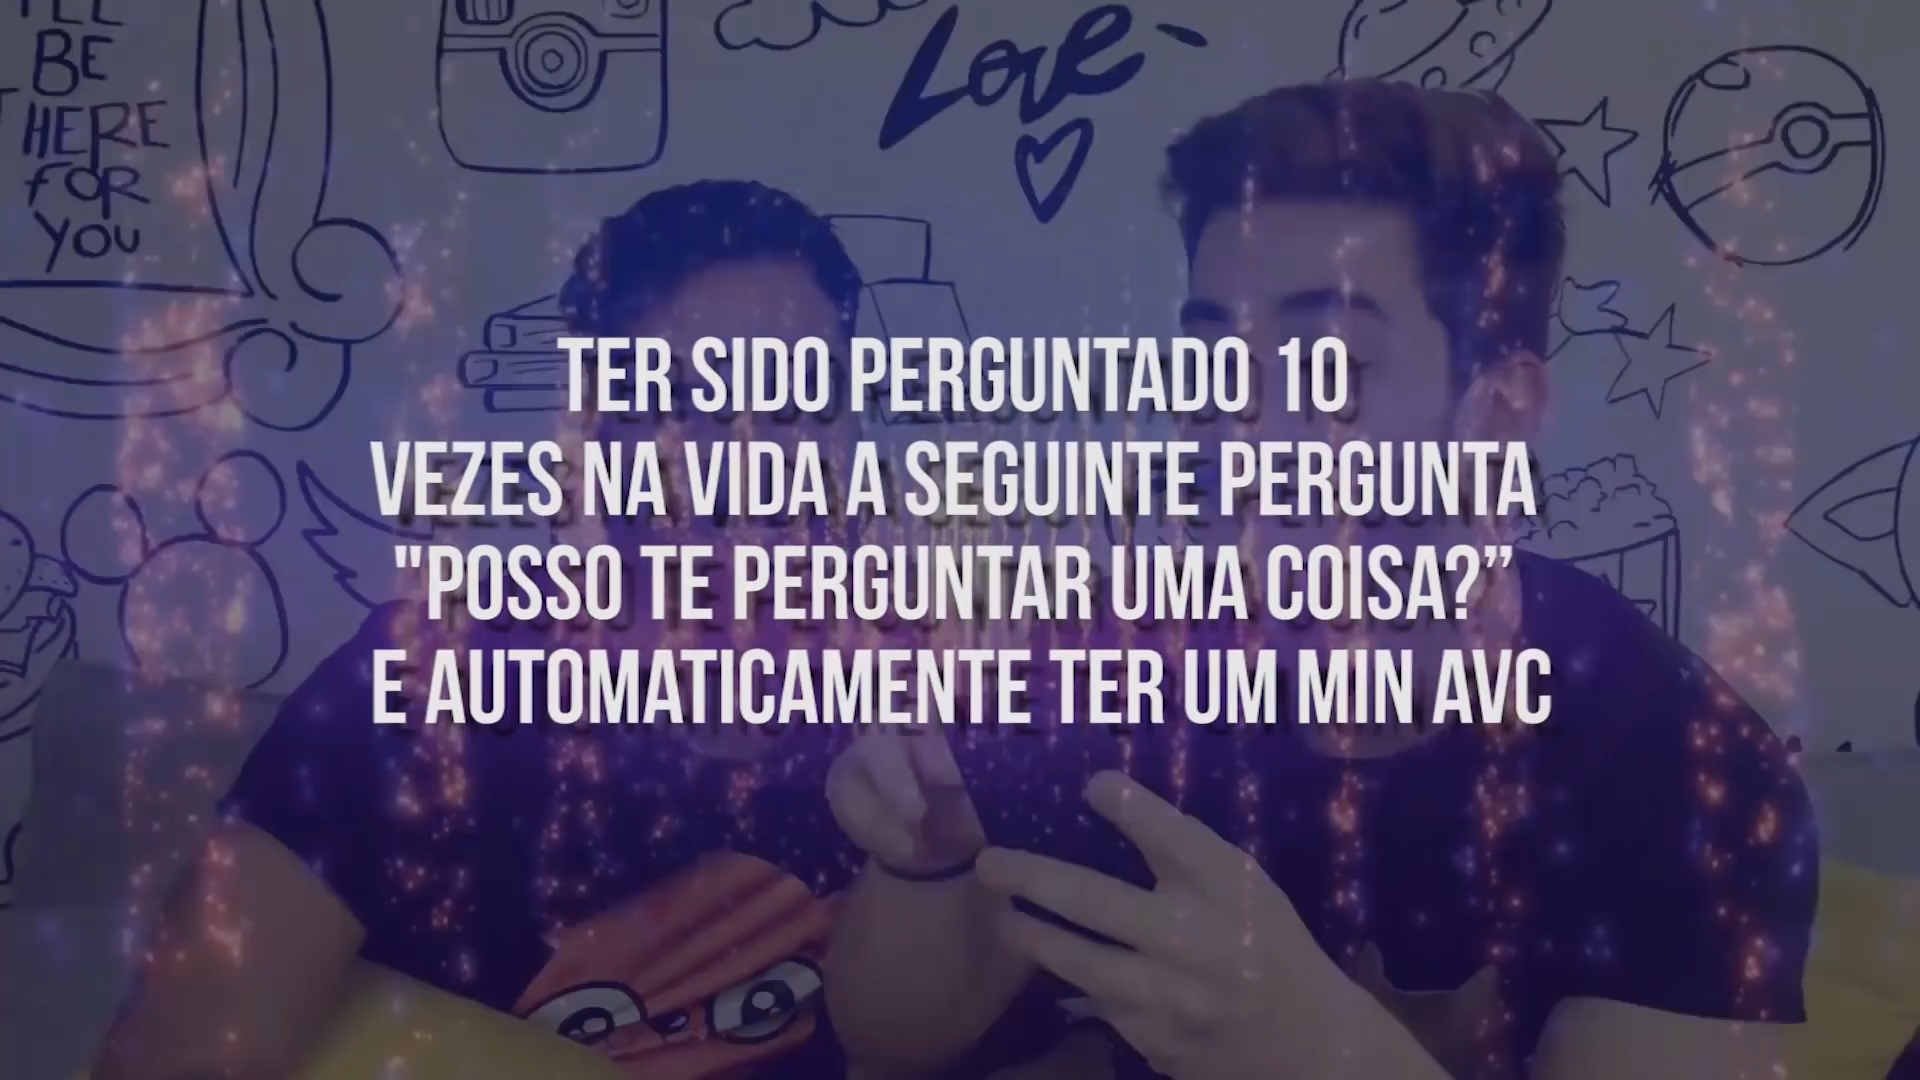 I'LL
BE
HERE
FOR
YOU
Love
TER SIDO PERGUNTADO 10
VEZES NA VIDA A SEGUINTE PERGUNTA
"POSSO TE PERGUNTAR UMA COISA?”
E AUTOMATICAMENTE TER UM MIN AVC